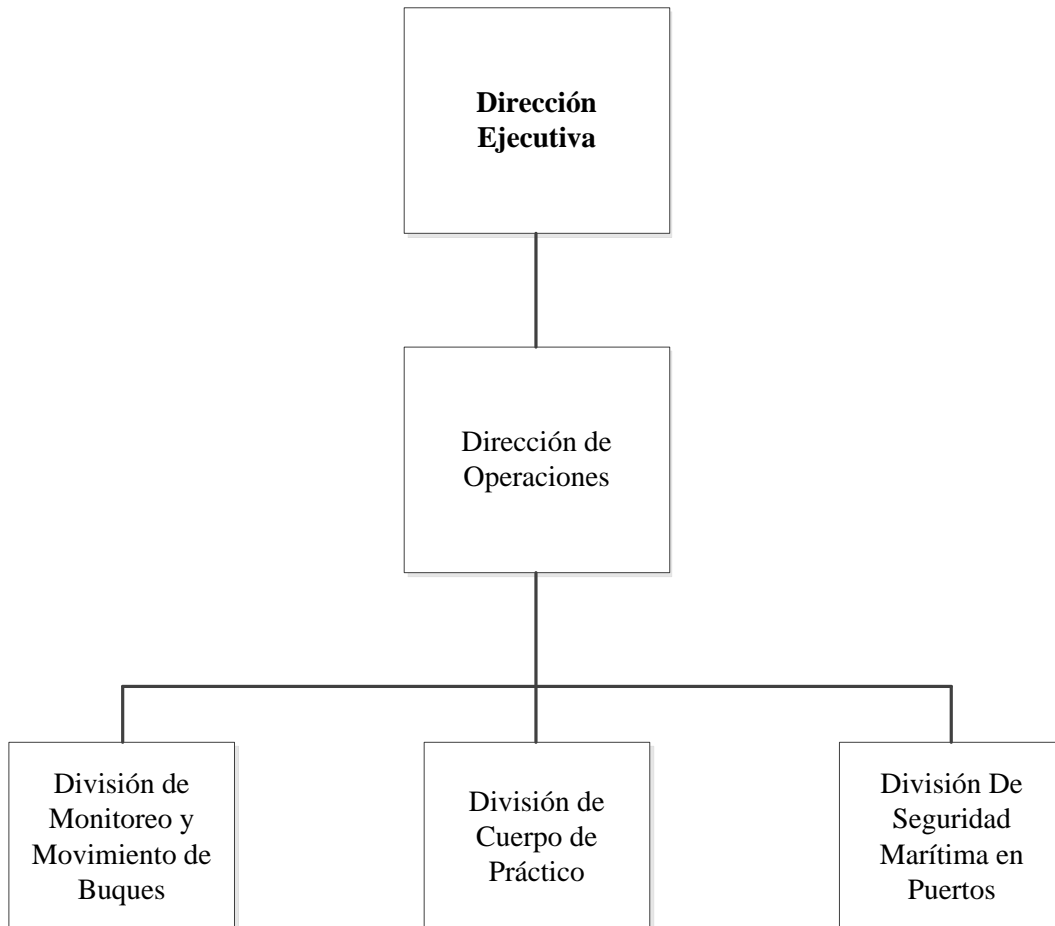 Dirección
Ejecutiva
Dirección de
Operaciones
División de
Monitoreo y
Movimiento de
Buques
División de
Cuerpo de
Práctico
División De
Seguridad
Marítima en
Puertos